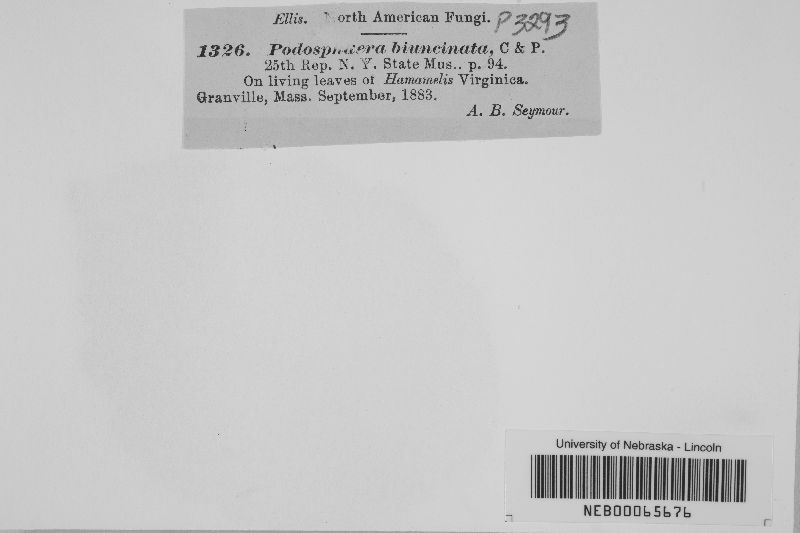 Ellis. North American Fungi. P3293
1326. Podosphaera biuncinata, C & P.
25th Rep. N. Y. State Mus.. p. 94.
On living leaves of Hamamelis Virginica.
Granville, Mass. September, 1883.
A. B. Seymour.
University of Nebraska - Lincoln
NEB00065676